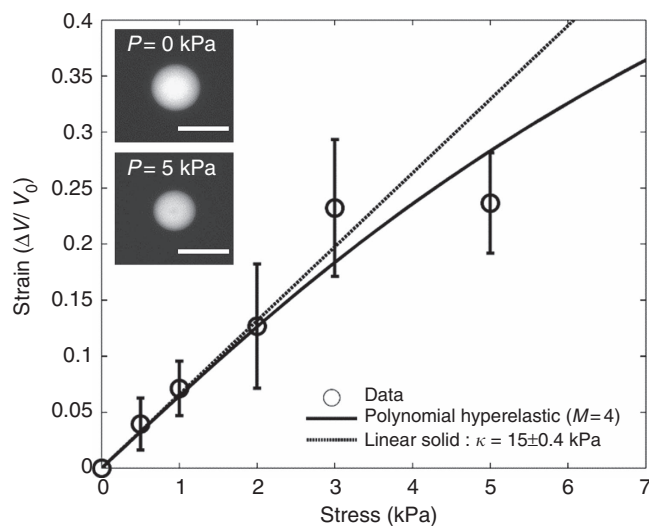 0.4
0.35
0.3
0.25
0.2
0.15
0.1
0.05
0
Strain (ΔV/ V₀)
P = 0 kPa
P = 5 kPa
Data
Polynomial hyperelastic (M = 4)
Linear solid : κ = 15±0.4 kPa
0 1 2 3 4 5 6 7
Stress (kPa)